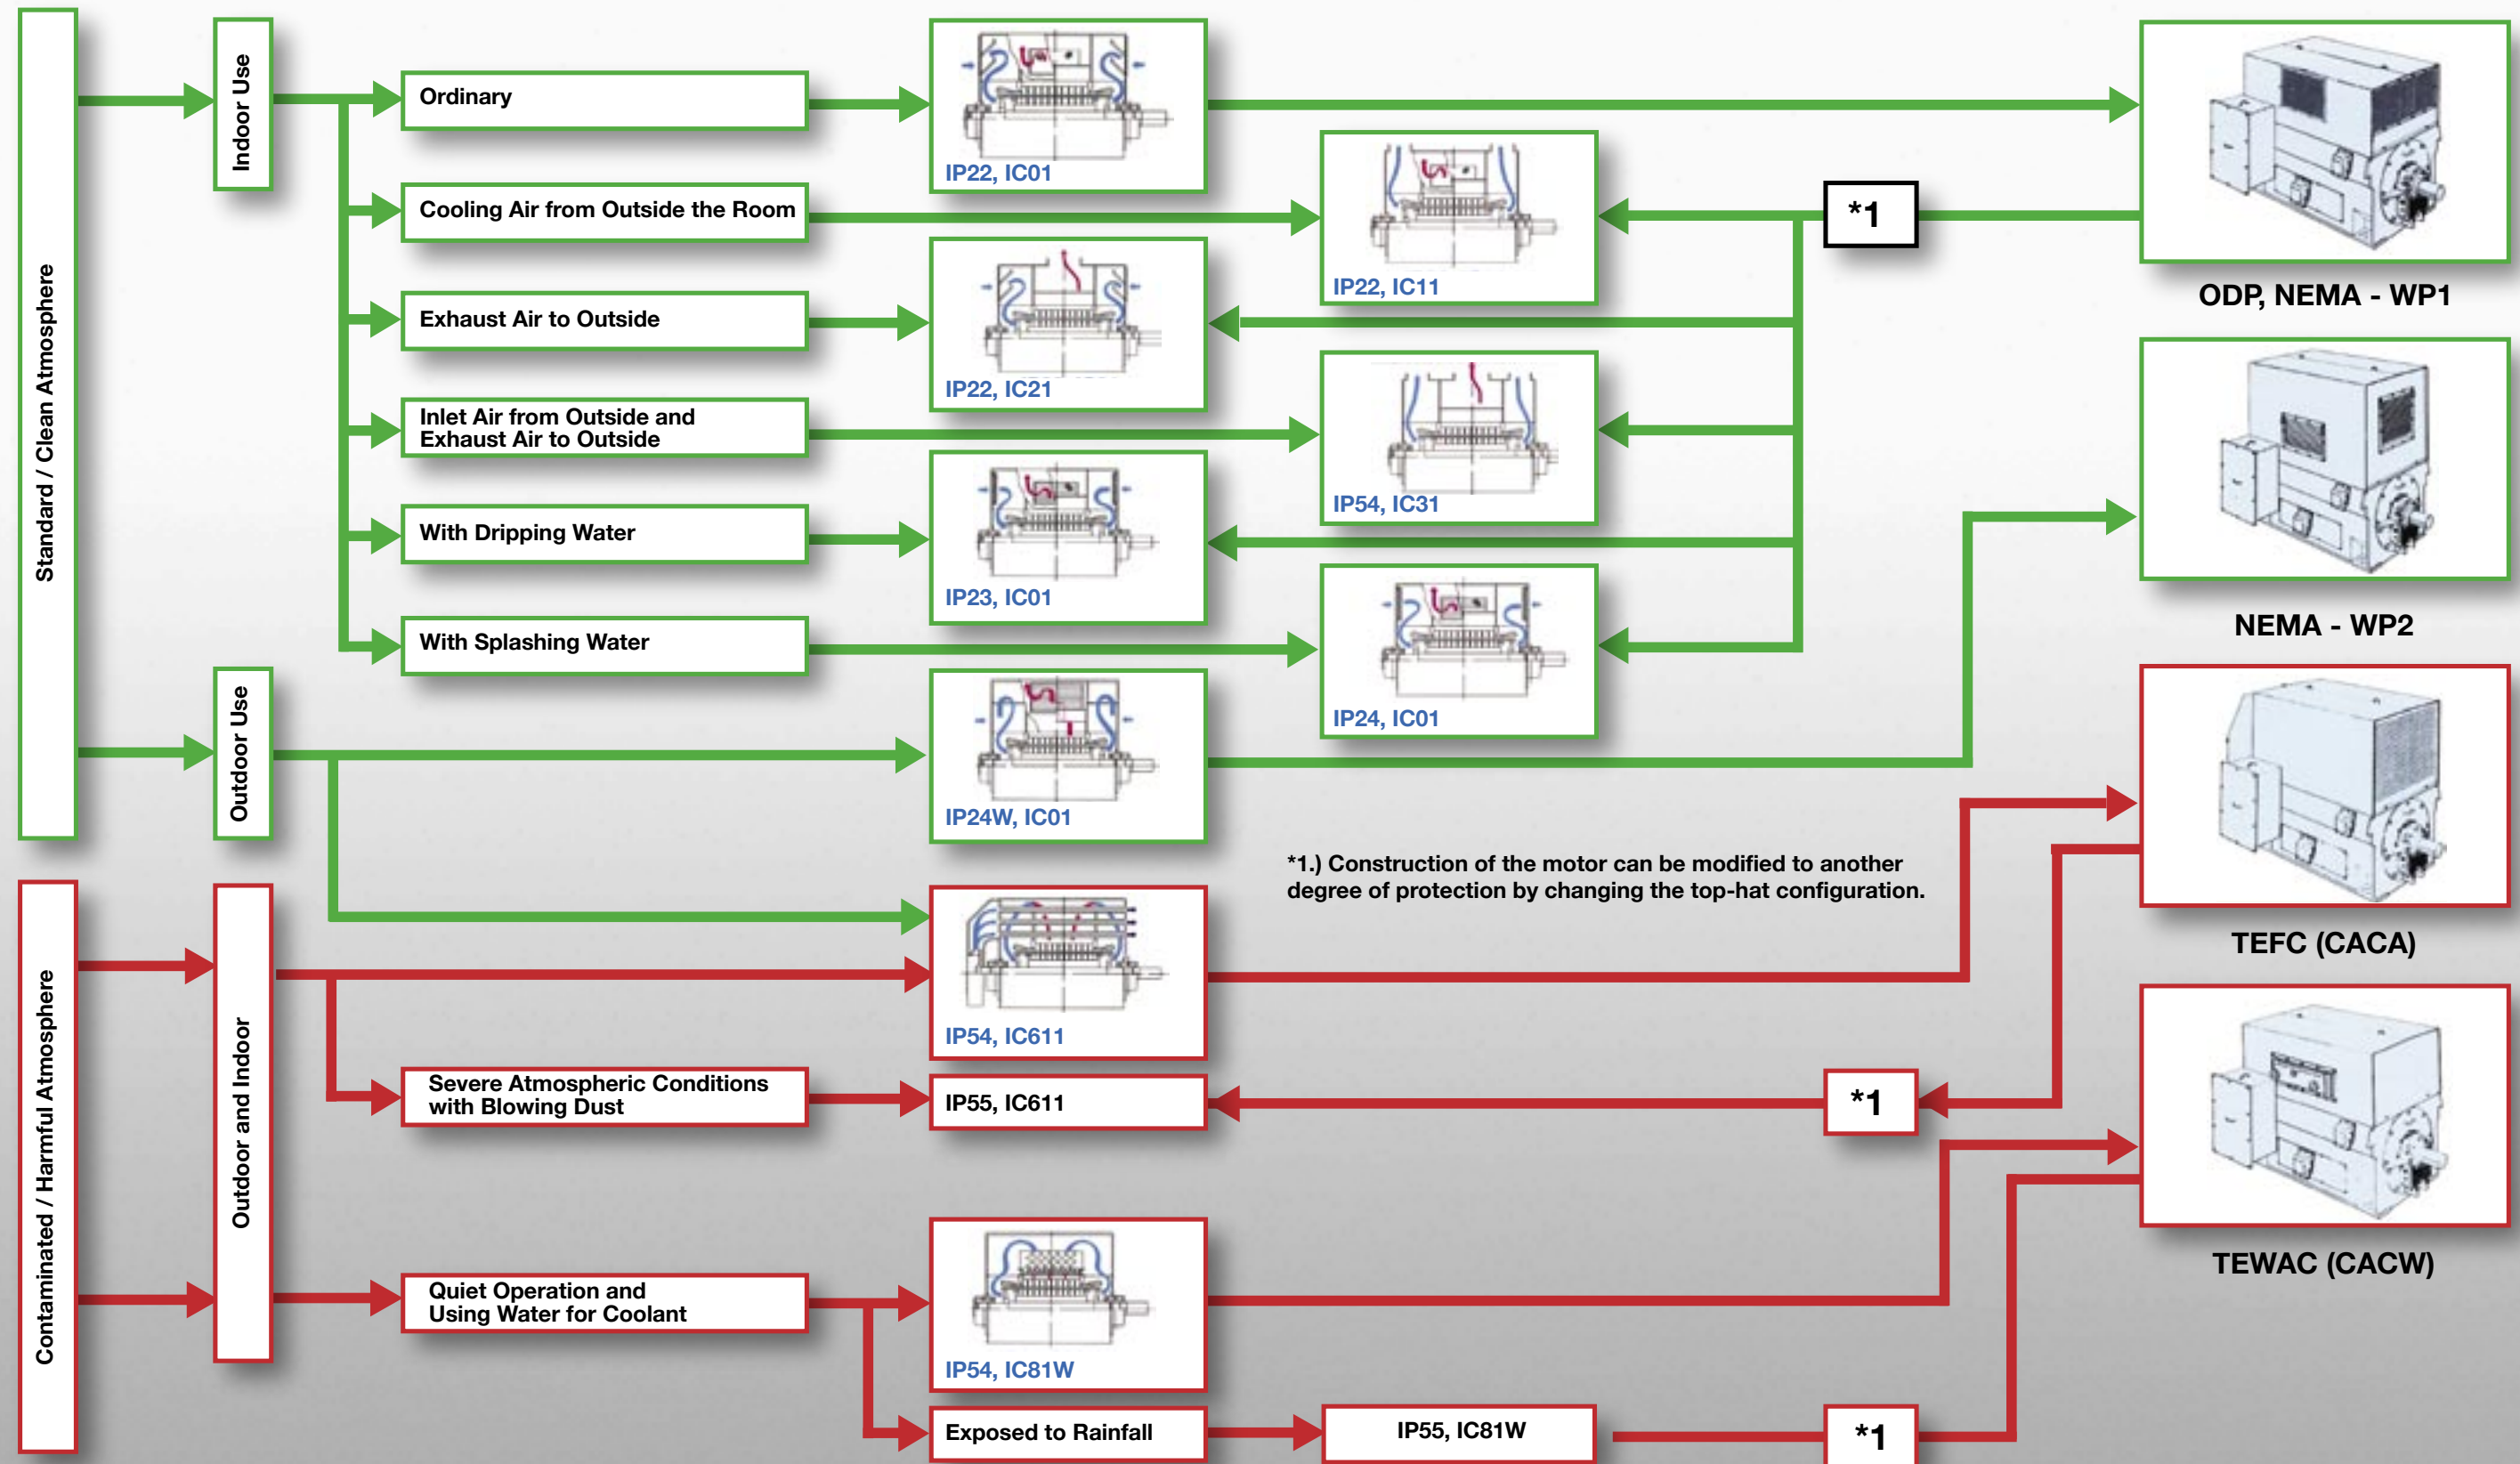 Standard / Clean Atmosphere
Indoor Use
Ordinary
IP22, IC01
Cooling Air from Outside the Room
IP22, IC11
*1
ODP, NEMA - WP1
Exhaust Air to Outside
IP22, IC21
Inlet Air from Outside and
Exhaust Air to Outside
IP54, IC31
With Dripping Water
IP23, IC01
NEMA - WP2
With Splashing Water
IP24, IC01
Outdoor Use
IP24W, IC01
*1.) Construction of the motor can be modified to another
degree of protection by changing the top-hat configuration.
TEFC (CACA)
Contaminated / Harmful Atmosphere
Outdoor and Indoor
IP54, IC611
Severe Atmospheric Conditions
with Blowing Dust
IP55, IC611
*1
Quiet Operation and
Using Water for Coolant
IP54, IC81W
TEWAC (CACW)
Exposed to Rainfall
IP55, IC81W
*1